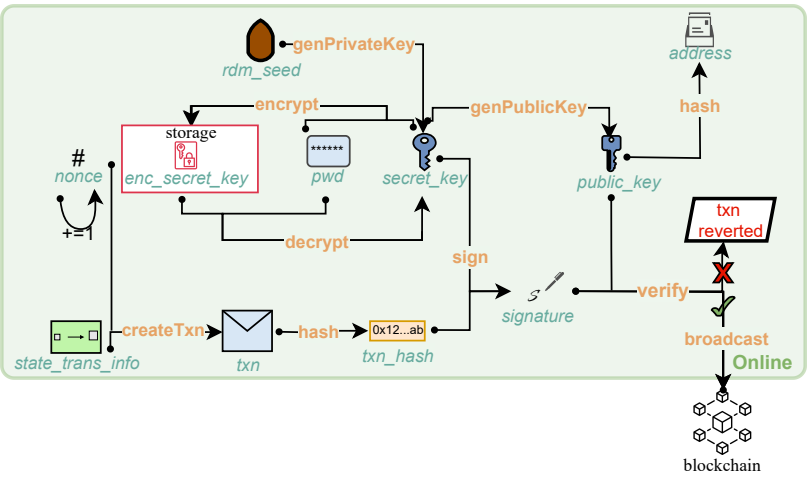 genPrivateKey
rdm_seed
address
encrypt
genPublicKey
hash
storage
******
#
nonce
enc_secret_key
pwd
secret_key
public_key
+=1
decrypt
txn
reverted
sign
signature
verify
createTxn
hash
0x12...ab
state_trans_info
txn
txn_hash
broadcast
Online
blockchain